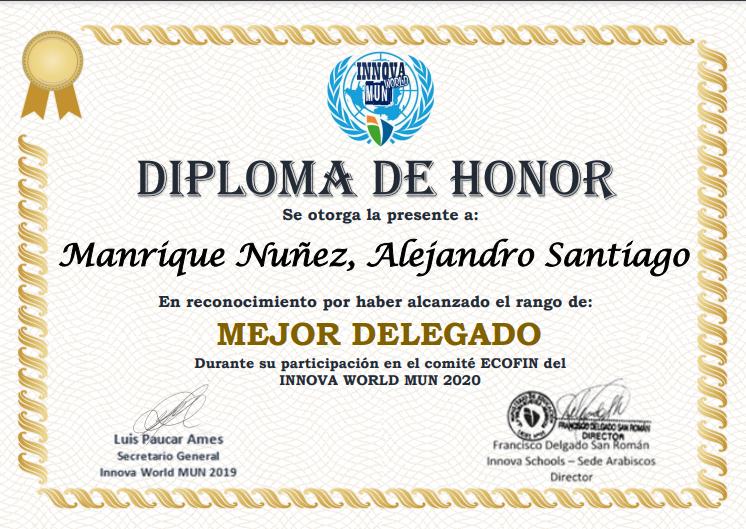 INNOVA
WORLD
MUN
DIPLOMA DE HONOR
Se otorga la presente a:
Manrique Nuñez, Alejandro Santiago
En reconocimiento por haber alcanzado el rango de:
MEJOR DELEGADO
Durante su participación en el comité ECOFIN del
INNOVA WORLD MUN 2020
Luis Paucar Ames
Secretario General
Innova World MUN 2019
FRANCISCO DELGADO SAN ROMÁN
DIRECTOR
Francisco Delgado San Román
Innova Schools – Sede Arabiscos
Director